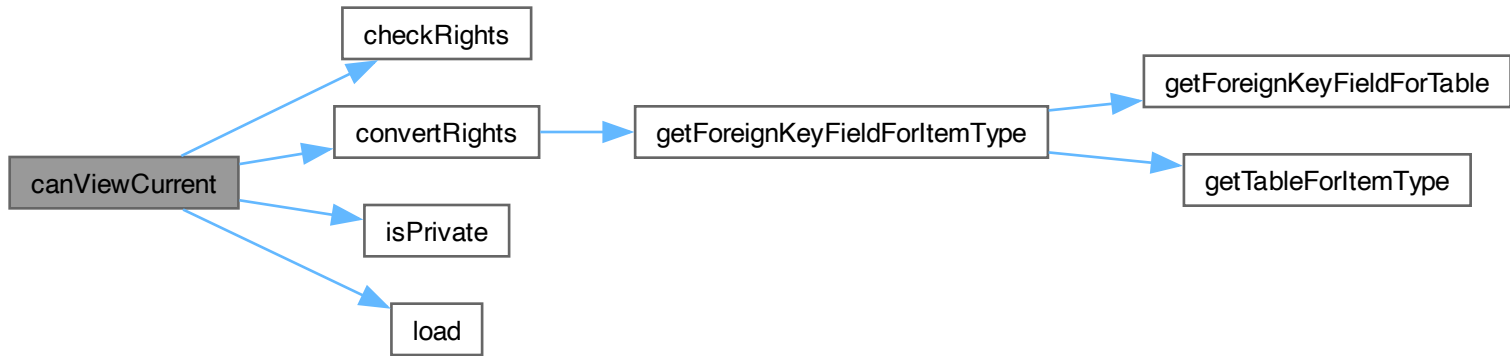 canViewCurrent
checkRights
convertRights
isPrivate
load
getForeignKeyFieldForItemType
getForeignKeyFieldForTable
getTableForItemType